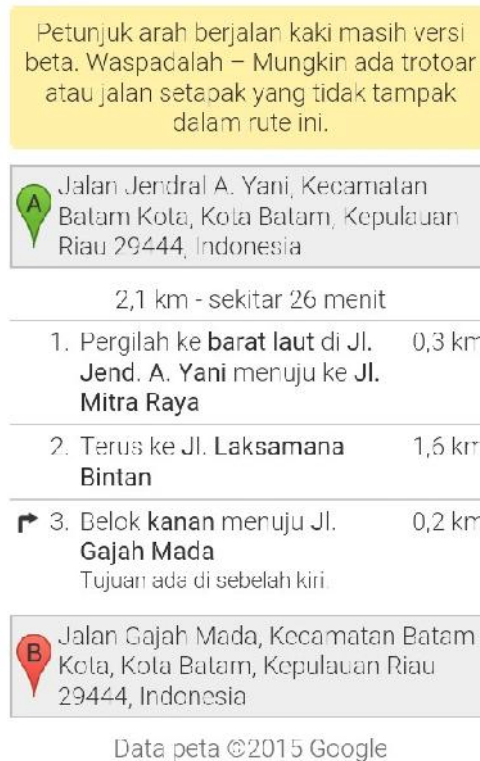 Petunjuk arah berjalan kaki masih versi
beta. Waspadalah – Mungkin ada trotoar
atau jalan setapak yang tidak tampak
dalam rute ini.
A
Jalan Jendral A. Yani, Kecamatan
Batam Kota, Kota Batam, Kepulauan
Riau 29444, Indonesia
2,1 km - sekitar 26 menit
1. Pergilah ke barat laut di Jl. 0,3 km
Jend. A. Yani menuju ke Jl.
Mitra Raya
2. Terus ke Jl. Laksamana 1,6 km
Bintan
3. Belok kanan menuju Jl. 0,2 km
Gajah Mada
Tujuan ada di sebelah kiri.
B
Jalan Gajah Mada, Kecamatan Batam
Kota, Kota Batam, Kepulauan Riau
29444, Indonesia
Data peta ©2015 Google